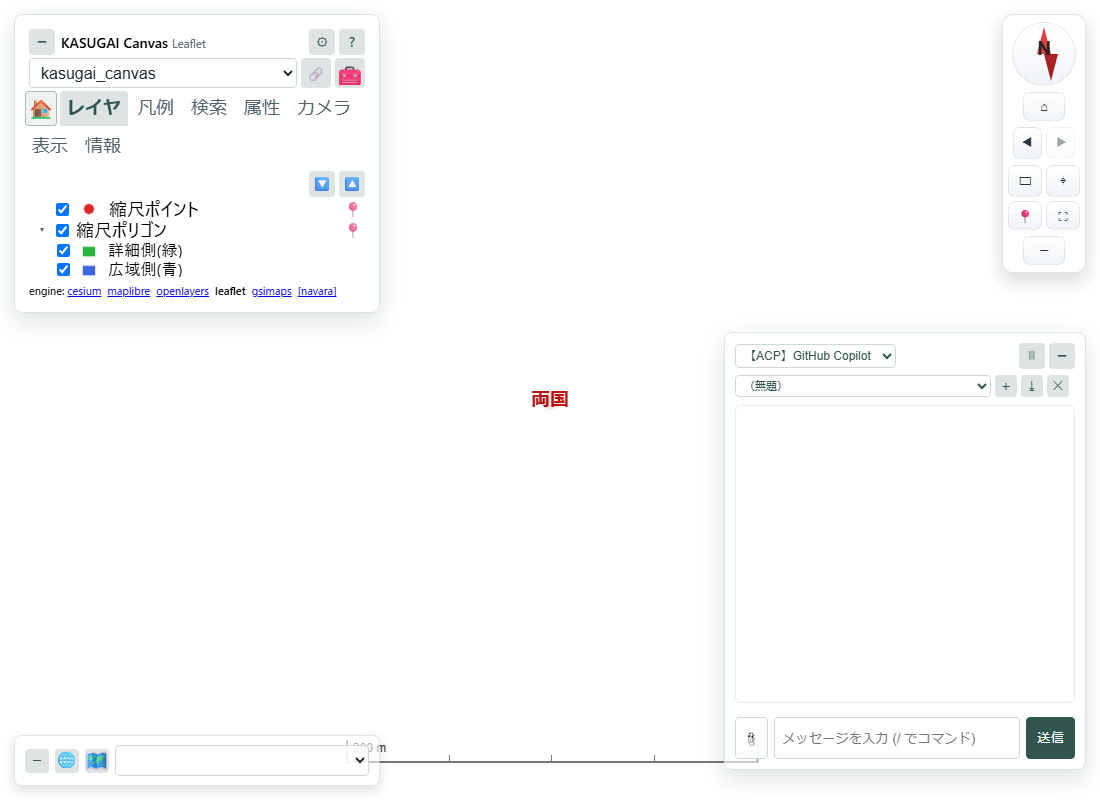 KASUGAI Canvas Leaflet
?
kasugai_canvas
レイヤ 凡例 検索 属性 カメラ
表示 情報
縮尺ポイント
縮尺ポリゴン
詳細側(緑)
広域側(青)
engine: cesium maplibre openlayers leaflet gsimaps [navara]
N
両国
【ACP】GitHub Copilot
（無題）
メッセージを入力 (/ でコマンド)
送信
m